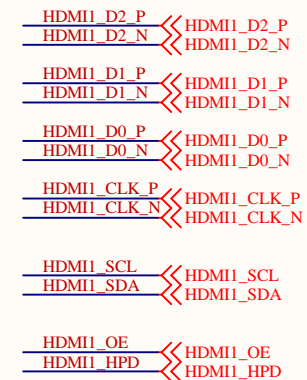 HDMI1_D2_P HDMI1_D2_P
HDMI1_D2_N HDMI1_D2_N
HDMI1_D1_P HDMI1_D1_P
HDMI1_D1_N HDMI1_D1_N
HDMI1_D0_P HDMI1_D0_P
HDMI1_D0_N HDMI1_D0_N
HDMI1_CLK_P HDMI1_CLK_P
HDMI1_CLK_N HDMI1_CLK_N
HDMI1_SCL HDMI1_SCL
HDMI1_SDA HDMI1_SDA
HDMI1_OE HDMI1_OE
HDMI1_HPD HDMI1_HPD